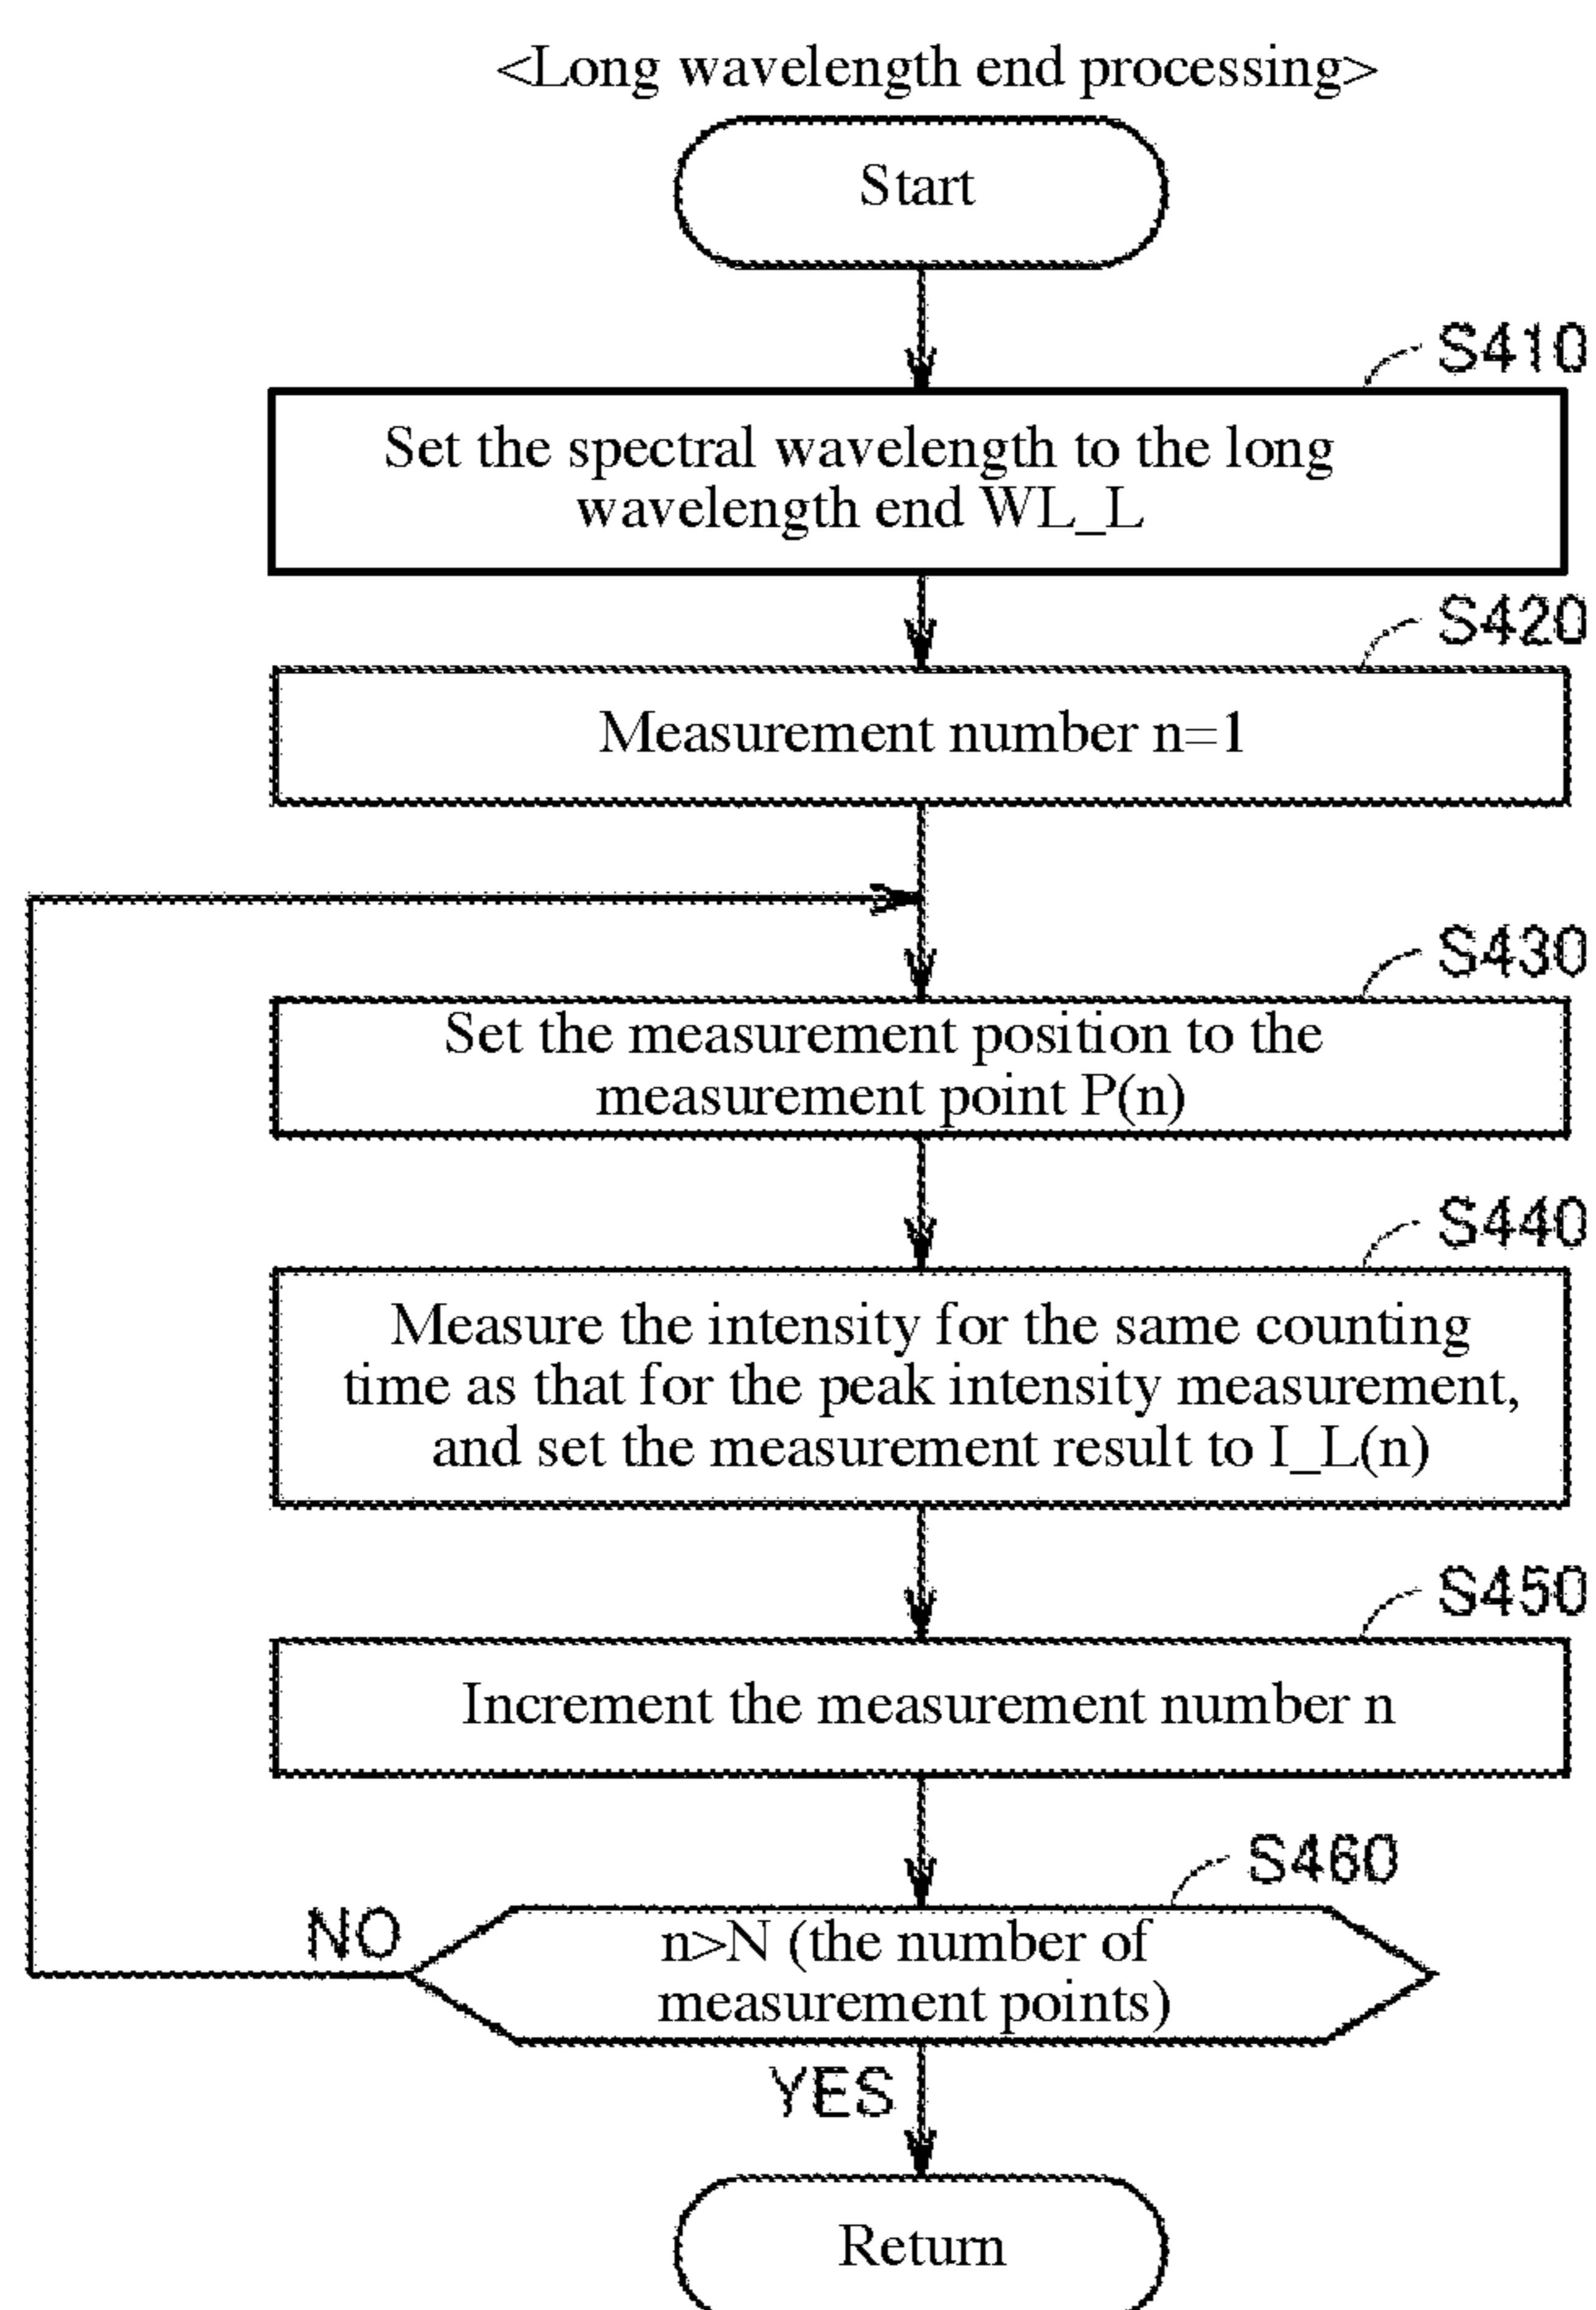 <Long wavelength end processing>
Start
S410
Set the spectral wavelength to the long
wavelength end WL_L
S420
Measurement number n=1
S430
Set the measurement position to the
measurement point P(n)
S440
Measure the intensity for the same counting
time as that for the peak intensity measurement,
and set the measurement result to I_L(n)
S450
Increment the measurement number n
S460
NO
n>N (the number of
measurement points)
YES
Return